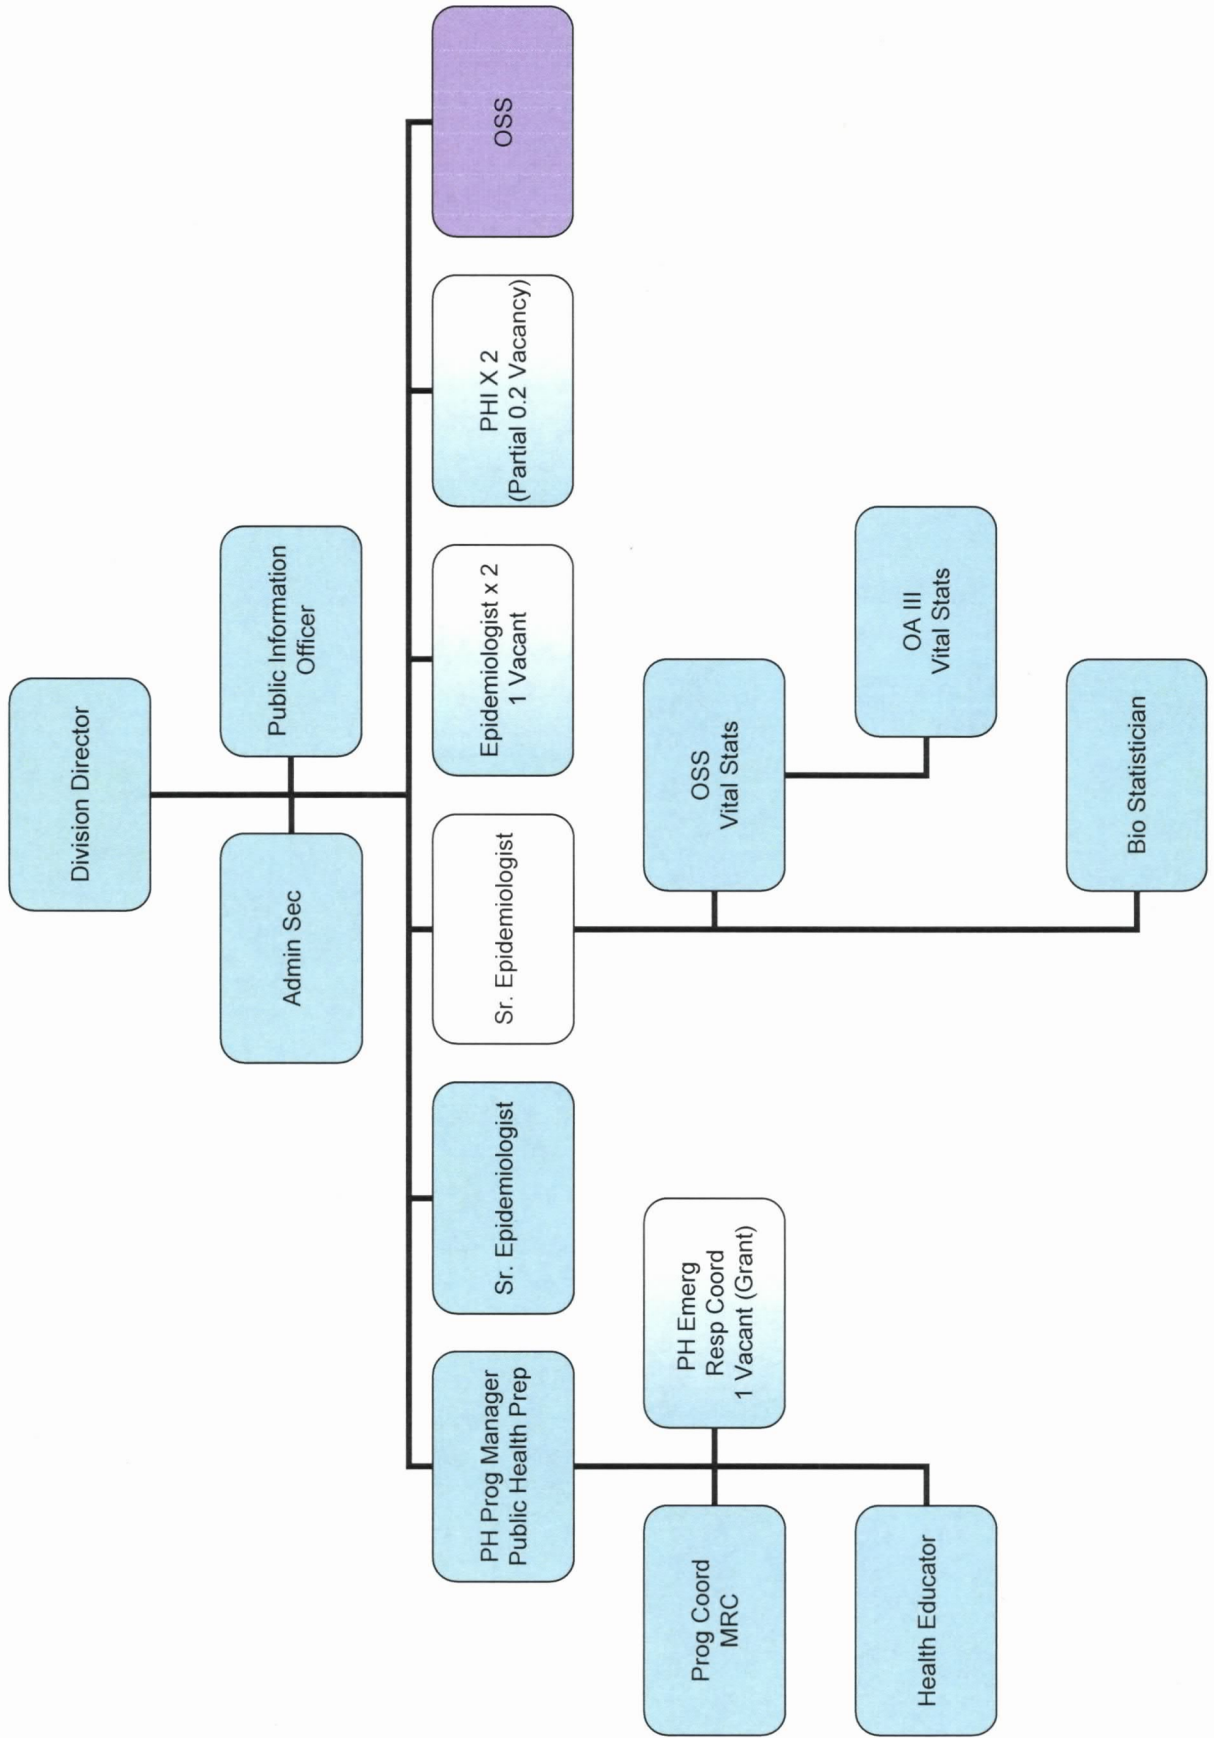 Division Director
Admin Sec
Public Information
Officer
PH Prog Manager
Public Health Prep
Sr. Epidemiologist
Sr. Epidemiologist
Epidemiologist x 2
1 Vacant
PHI X 2
(Partial 0.2 Vacancy)
OSS
Prog Coord
MRC
PH Emerg
Resp Coord
1 Vacant (Grant)
OSS
Vital Stats
Health Educator
OA III
Vital Stats
Bio Statistician